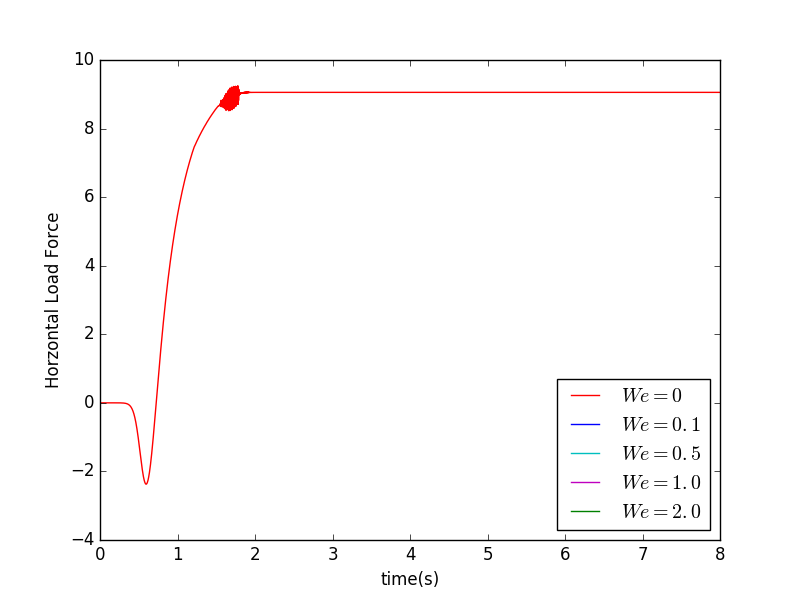 10
8
6
4
2
0
−2
−4
Horzontal Load Force
0 1 2 3 4 5 6 7 8
time(s)
We = 0
We = 0.1
We = 0.5
We = 1.0
We = 2.0